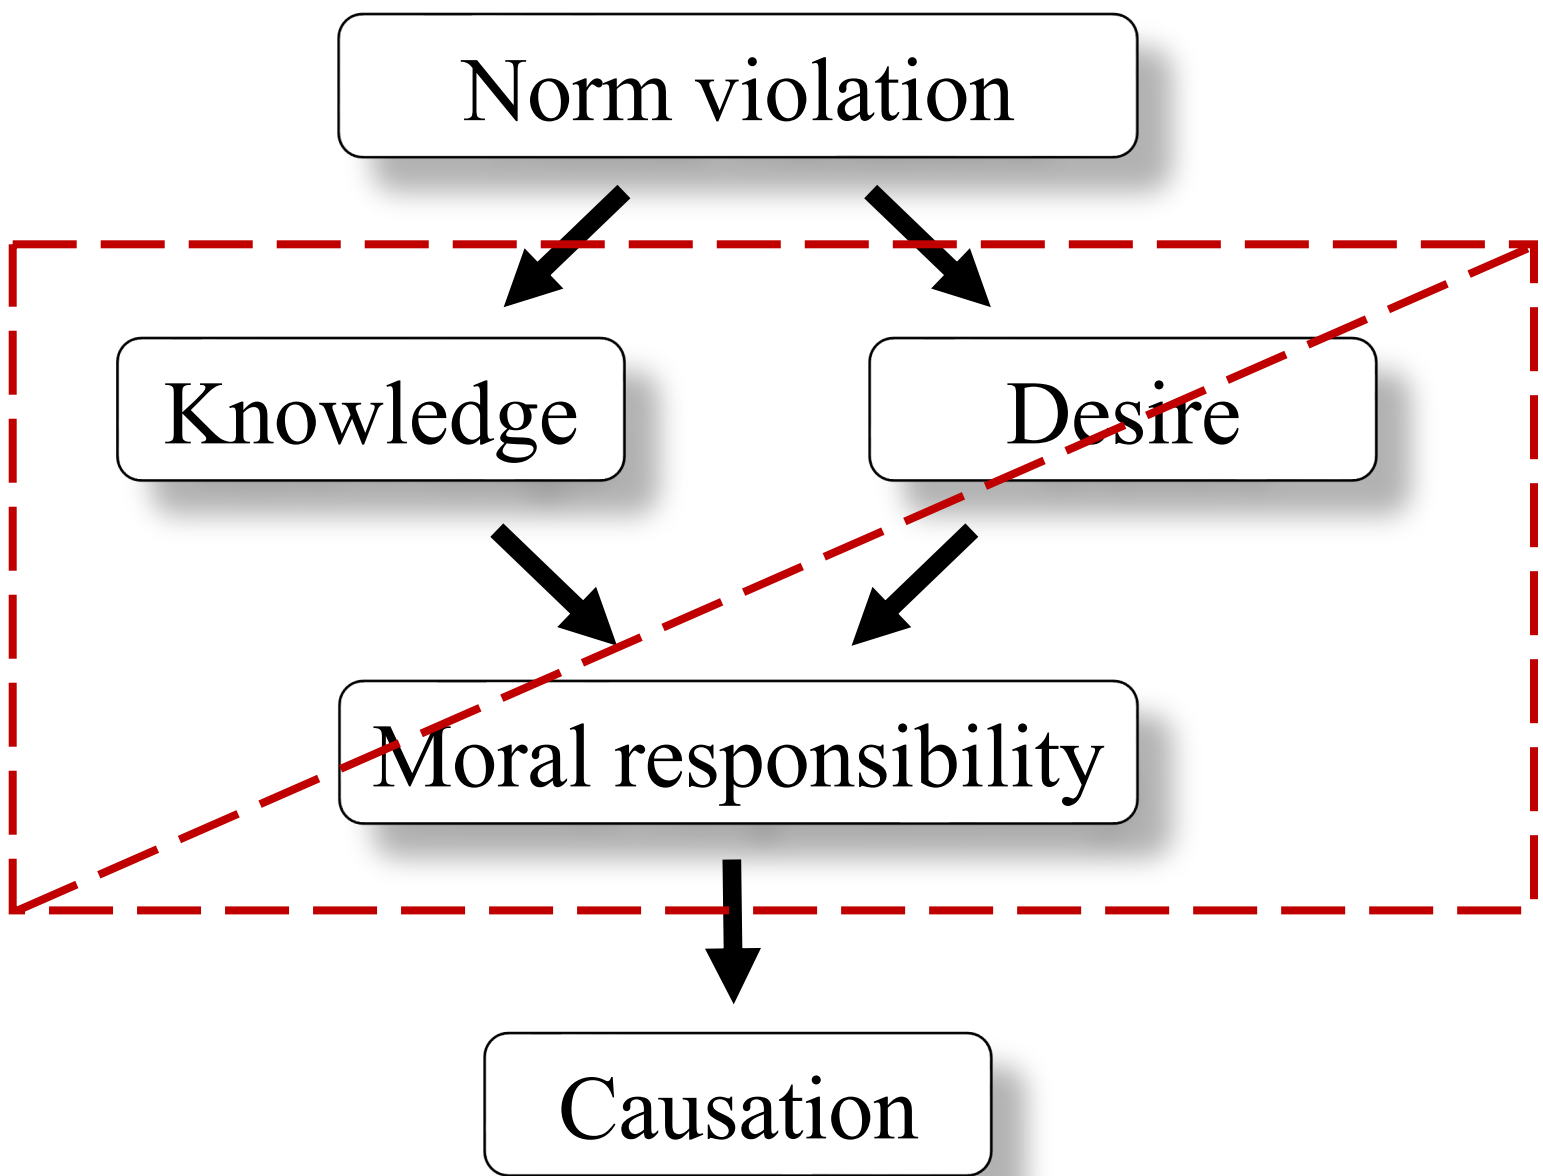 Norm violation
Knowledge
Desire
Moral responsibility
Causation